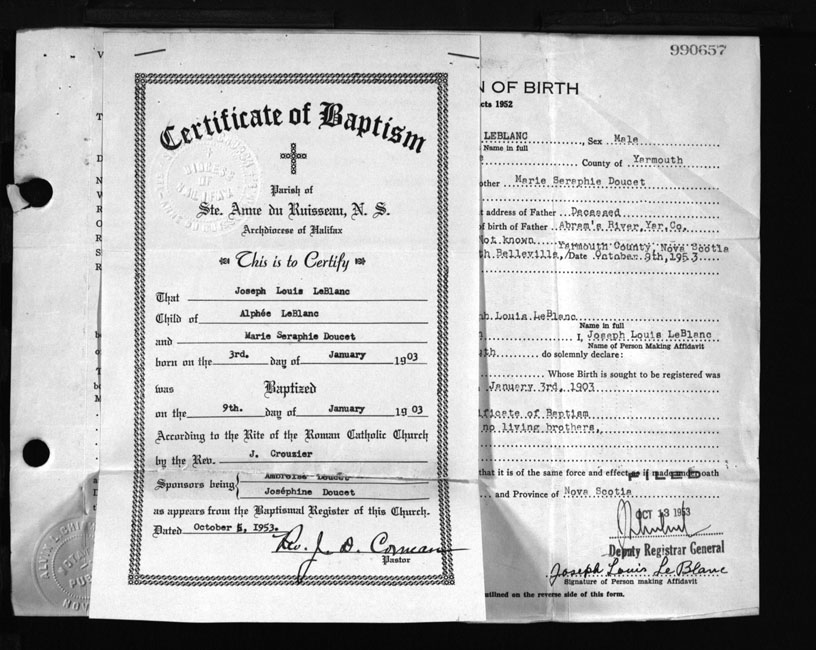 990657
Certificate of Baptism
Parish of
Ste. Anne du Ruisseau, N. S.
Archdiocese of Halifax
This is to Certify
That Joseph Louis LeBlanc
Child of Alphée LeBlanc
and Marie Seraphie Doucet
born on the 3rd. day of January 1903
was Baptized
on the 9th. day of January 1903
According to the Rite of the Roman Catholic Church
by the Rev. J. Crouzier
Sponsors being Ambroise Doucet
Joséphine Doucet
as appears from the Baptismal Register of this Church.
Dated October 5, 1953.
Rev. J. D.
Pastor
N OF BIRTH
cts 1952
LEBLANC, Sex Male
Name in full
County of Yarmouth
other Marie Seraphie Doucet
t address of Father Deceased
of birth of Father Abram's River, Yar, Co.
Not known Yarmouth County, Nova Scotia
th Belleville, Date October. 9th, 1953
ph Louis LeBlanc
Name in full
I, Joseph Louis LeBlanc
Name of Person Making Affidavit
do solemnly declare:
Whose Birth is sought to be registered was
January 3rd, 1903
ificate of Baptism
no living brothers,
that it is of the same force and effect as if made under oath
FILED
and Province of Nova Scotia
OCT 13 1953
Deputy Registrar General
Joseph Louis Le Blanc
Signature of Person making Affidavit
utlined on the reverse side of this form.